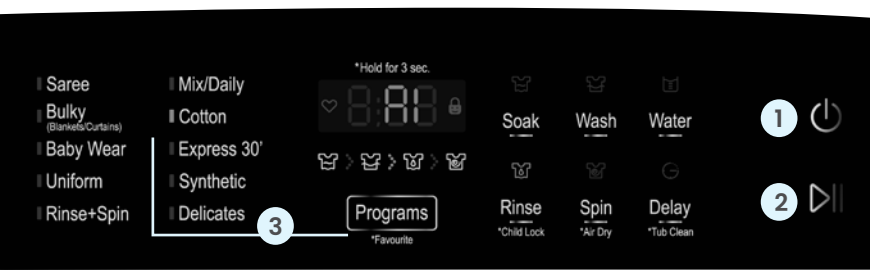 *Hold for 3 sec.
Saree
Mix/Daily
AI
Bulky
(Blankets/Curtains)
Cotton
Soak
Wash
Water
1
Baby Wear
Express 30'
Uniform
Synthetic
2
Rinse+Spin
Delicates
3
Programs
*Favourite
Rinse
*Child Lock
Spin
*Air Dry
Delay
*Tub Clean